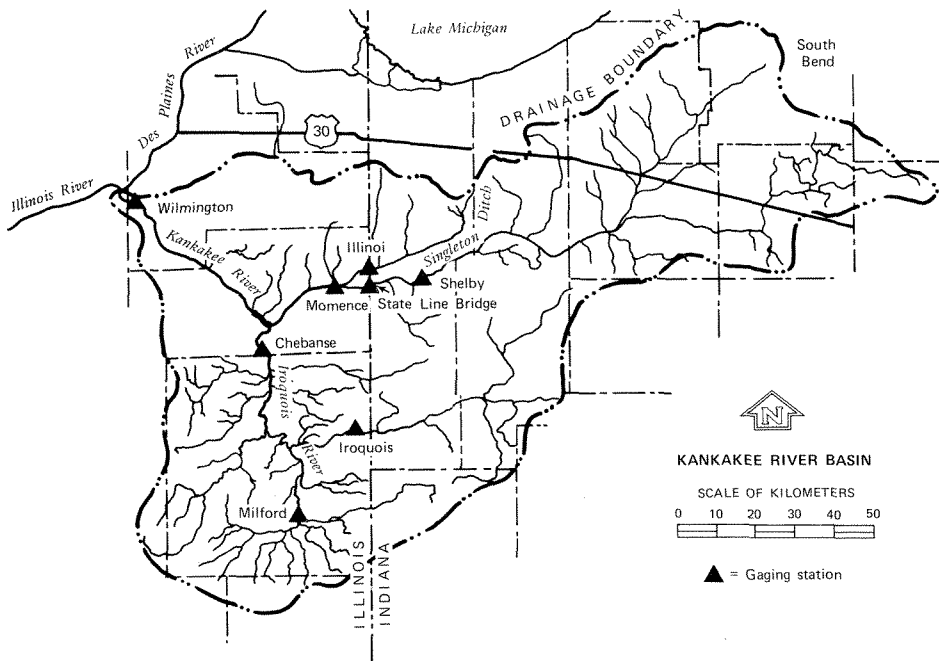 Lake Michigan
South
Bend
DRAINAGE BOUNDARY
Des Plaines River
30
Illinois River
Wilmington
Kankakee River
Illinoi
Singleton Ditch
Shelby
Momence
State Line Bridge
Chebanse
Iroquois River
Iroquois
Milford
ILLINOIS
INDIANA
N
KANKAKEE RIVER BASIN
SCALE OF KILOMETERS
0 10 20 30 40 50
= Gaging station